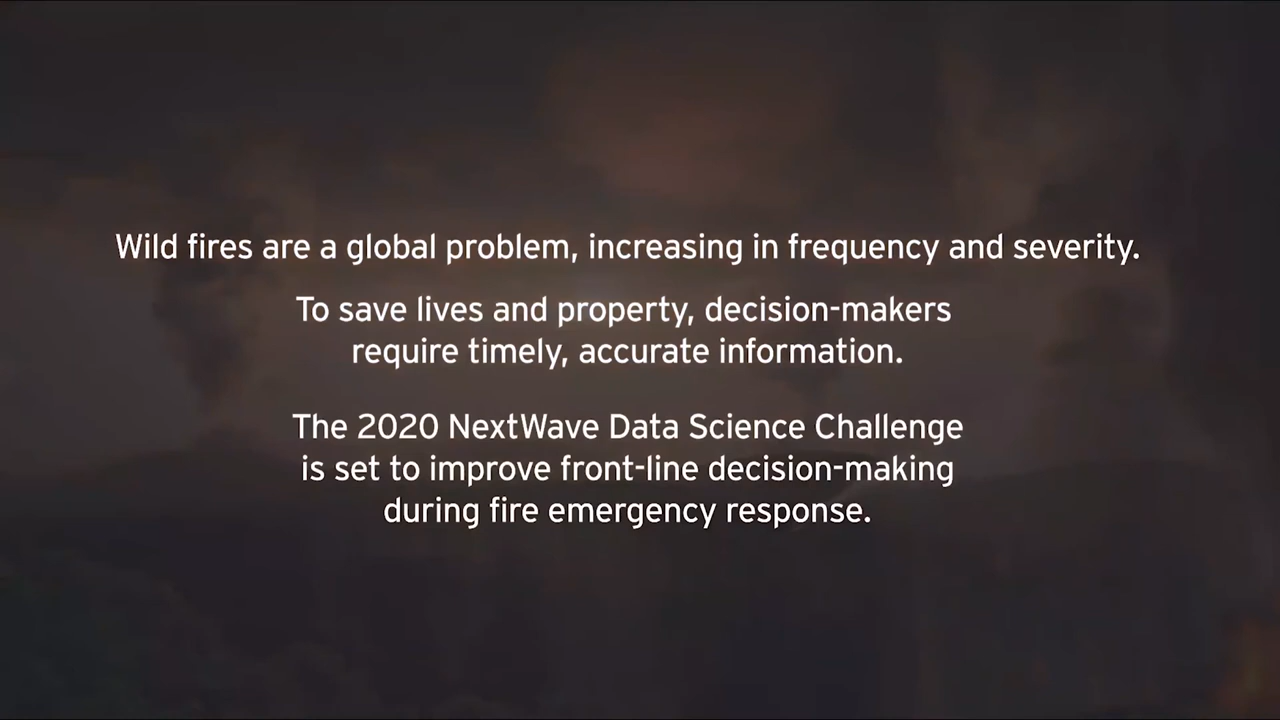 Wild fires are a global problem, increasing in frequency and severity.
To save lives and property, decision-makers
require timely, accurate information.
The 2020 NextWave Data Science Challenge
is set to improve front-line decision-making
during fire emergency response.